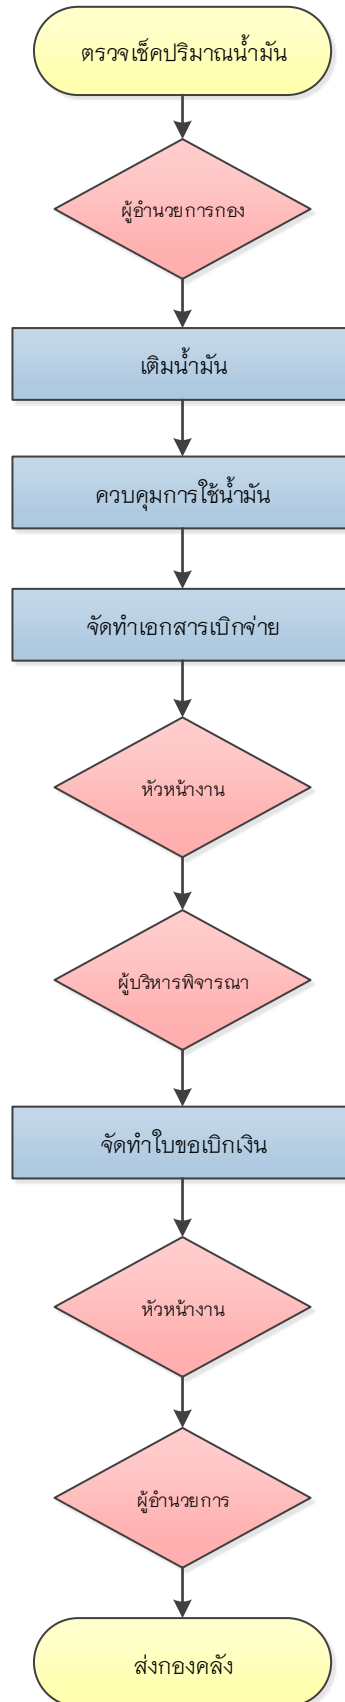 ตรวจเช็คปริมาณน้ำมัน
ผู้อำนวยการกอง
เติมน้ำมัน
ควบคุมการใช้น้ำมัน
จัดทำเอกสารเบิกจ่าย
หัวหน้างาน
ผู้บริหารพิจารณา
จัดทำใบขอเบิกเงิน
หัวหน้างาน
ผู้อำนวยการ
ส่งกองคลัง